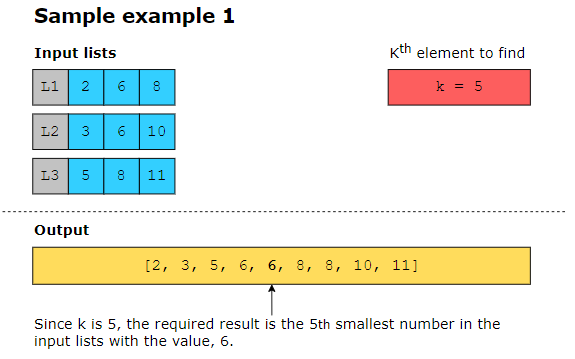 Sample example 1
Input lists
Kth element to find
L1 2 6 8
k = 5
L2 3 6 10
L3 5 8 11
Output
[2, 3, 5, 6, 6, 8, 8, 10, 11]
Since k is 5, the required result is the 5th smallest number in the
input lists with the value, 6.